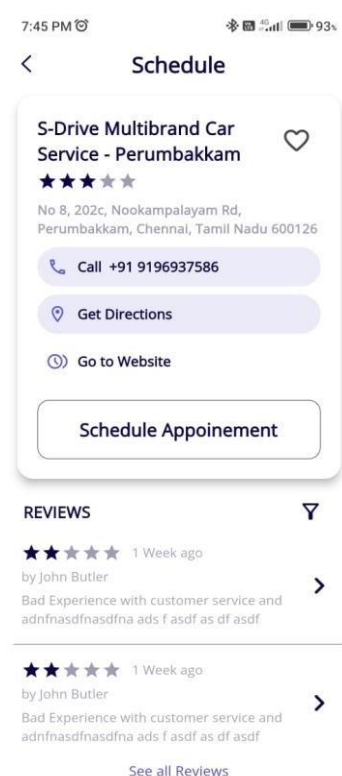 7:45 PM
4G
93%
Schedule
S-Drive Multibrand Car
Service - Perumbakkam
No 8, 202c, Nookampalayam Rd,
Perumbakkam, Chennai, Tamil Nadu 600126
Call +91 9196937586
Get Directions
Go to Website
Schedule Appoinement
REVIEWS
1 Week ago
by John Butler
Bad Experience with customer service and
adnfnasdfnasdfna ads f asdf as df asdf
1 Week ago
by John Butler
Bad Experience with customer service and
adnfnasdfnasdfna ads f asdf as df asdf
See all Reviews